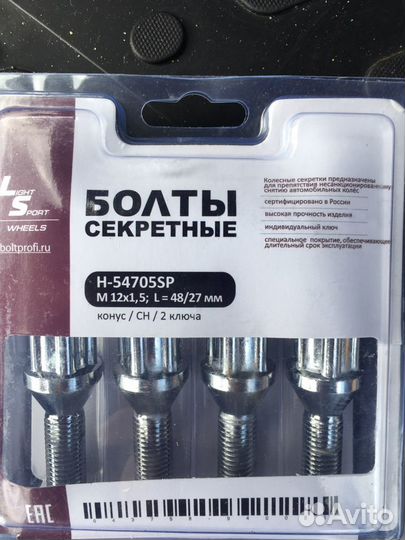 LIGHT
SPORT
WHEELS
boltprofi.ru
БОЛТЫ
СЕКРЕТНЫЕ
H-54705SP
M 12x1,5; L = 48/27 мм
конус / CH / 2 ключа
Колесные секретки предназначены
для препятствия несанкционированному
снятию автомобильных колёс
сертифицировано в России
высокая прочность изделия
индивидуальный ключ
специальное покрытие, обеспечивающее
длительный срок эксплуатации
EAC
Avito